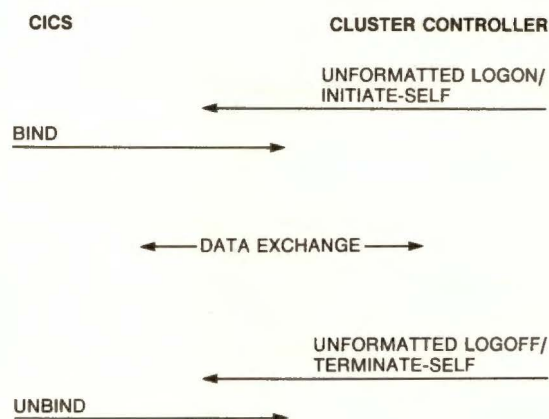 CICS
CLUSTER CONTROLLER
UNFORMATTED LOGON/
INITIATE-SELF
BIND
DATA EXCHANGE
UNFORMATTED LOGOFF/
TERMINATE-SELF
UNBIND